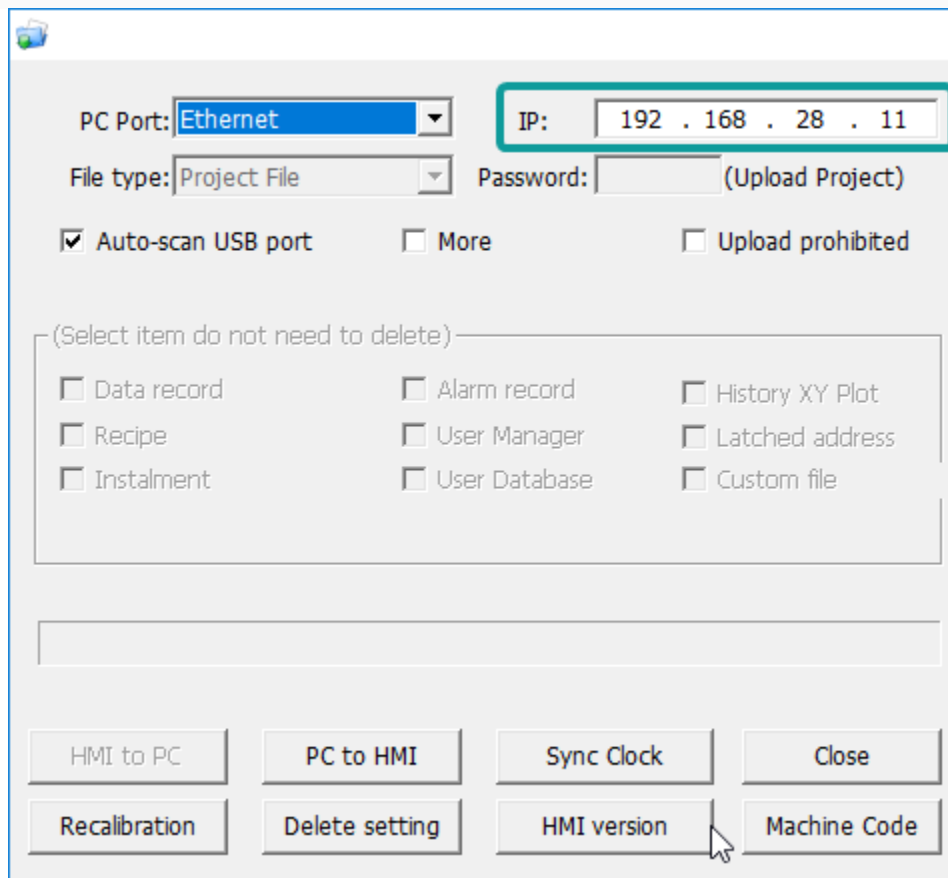 PC Port: Ethernet IP: 192 . 168 . 28 . 11
File type: Project File Password: (Upload Project)
Auto-scan USB port More Upload prohibited
(Select item do not need to delete)
Data record Alarm record History XY Plot
Recipe User Manager Latched address
Instalment User Database Custom file
HMI to PC PC to HMI Sync Clock Close
Recalibration Delete setting HMI version Machine Code